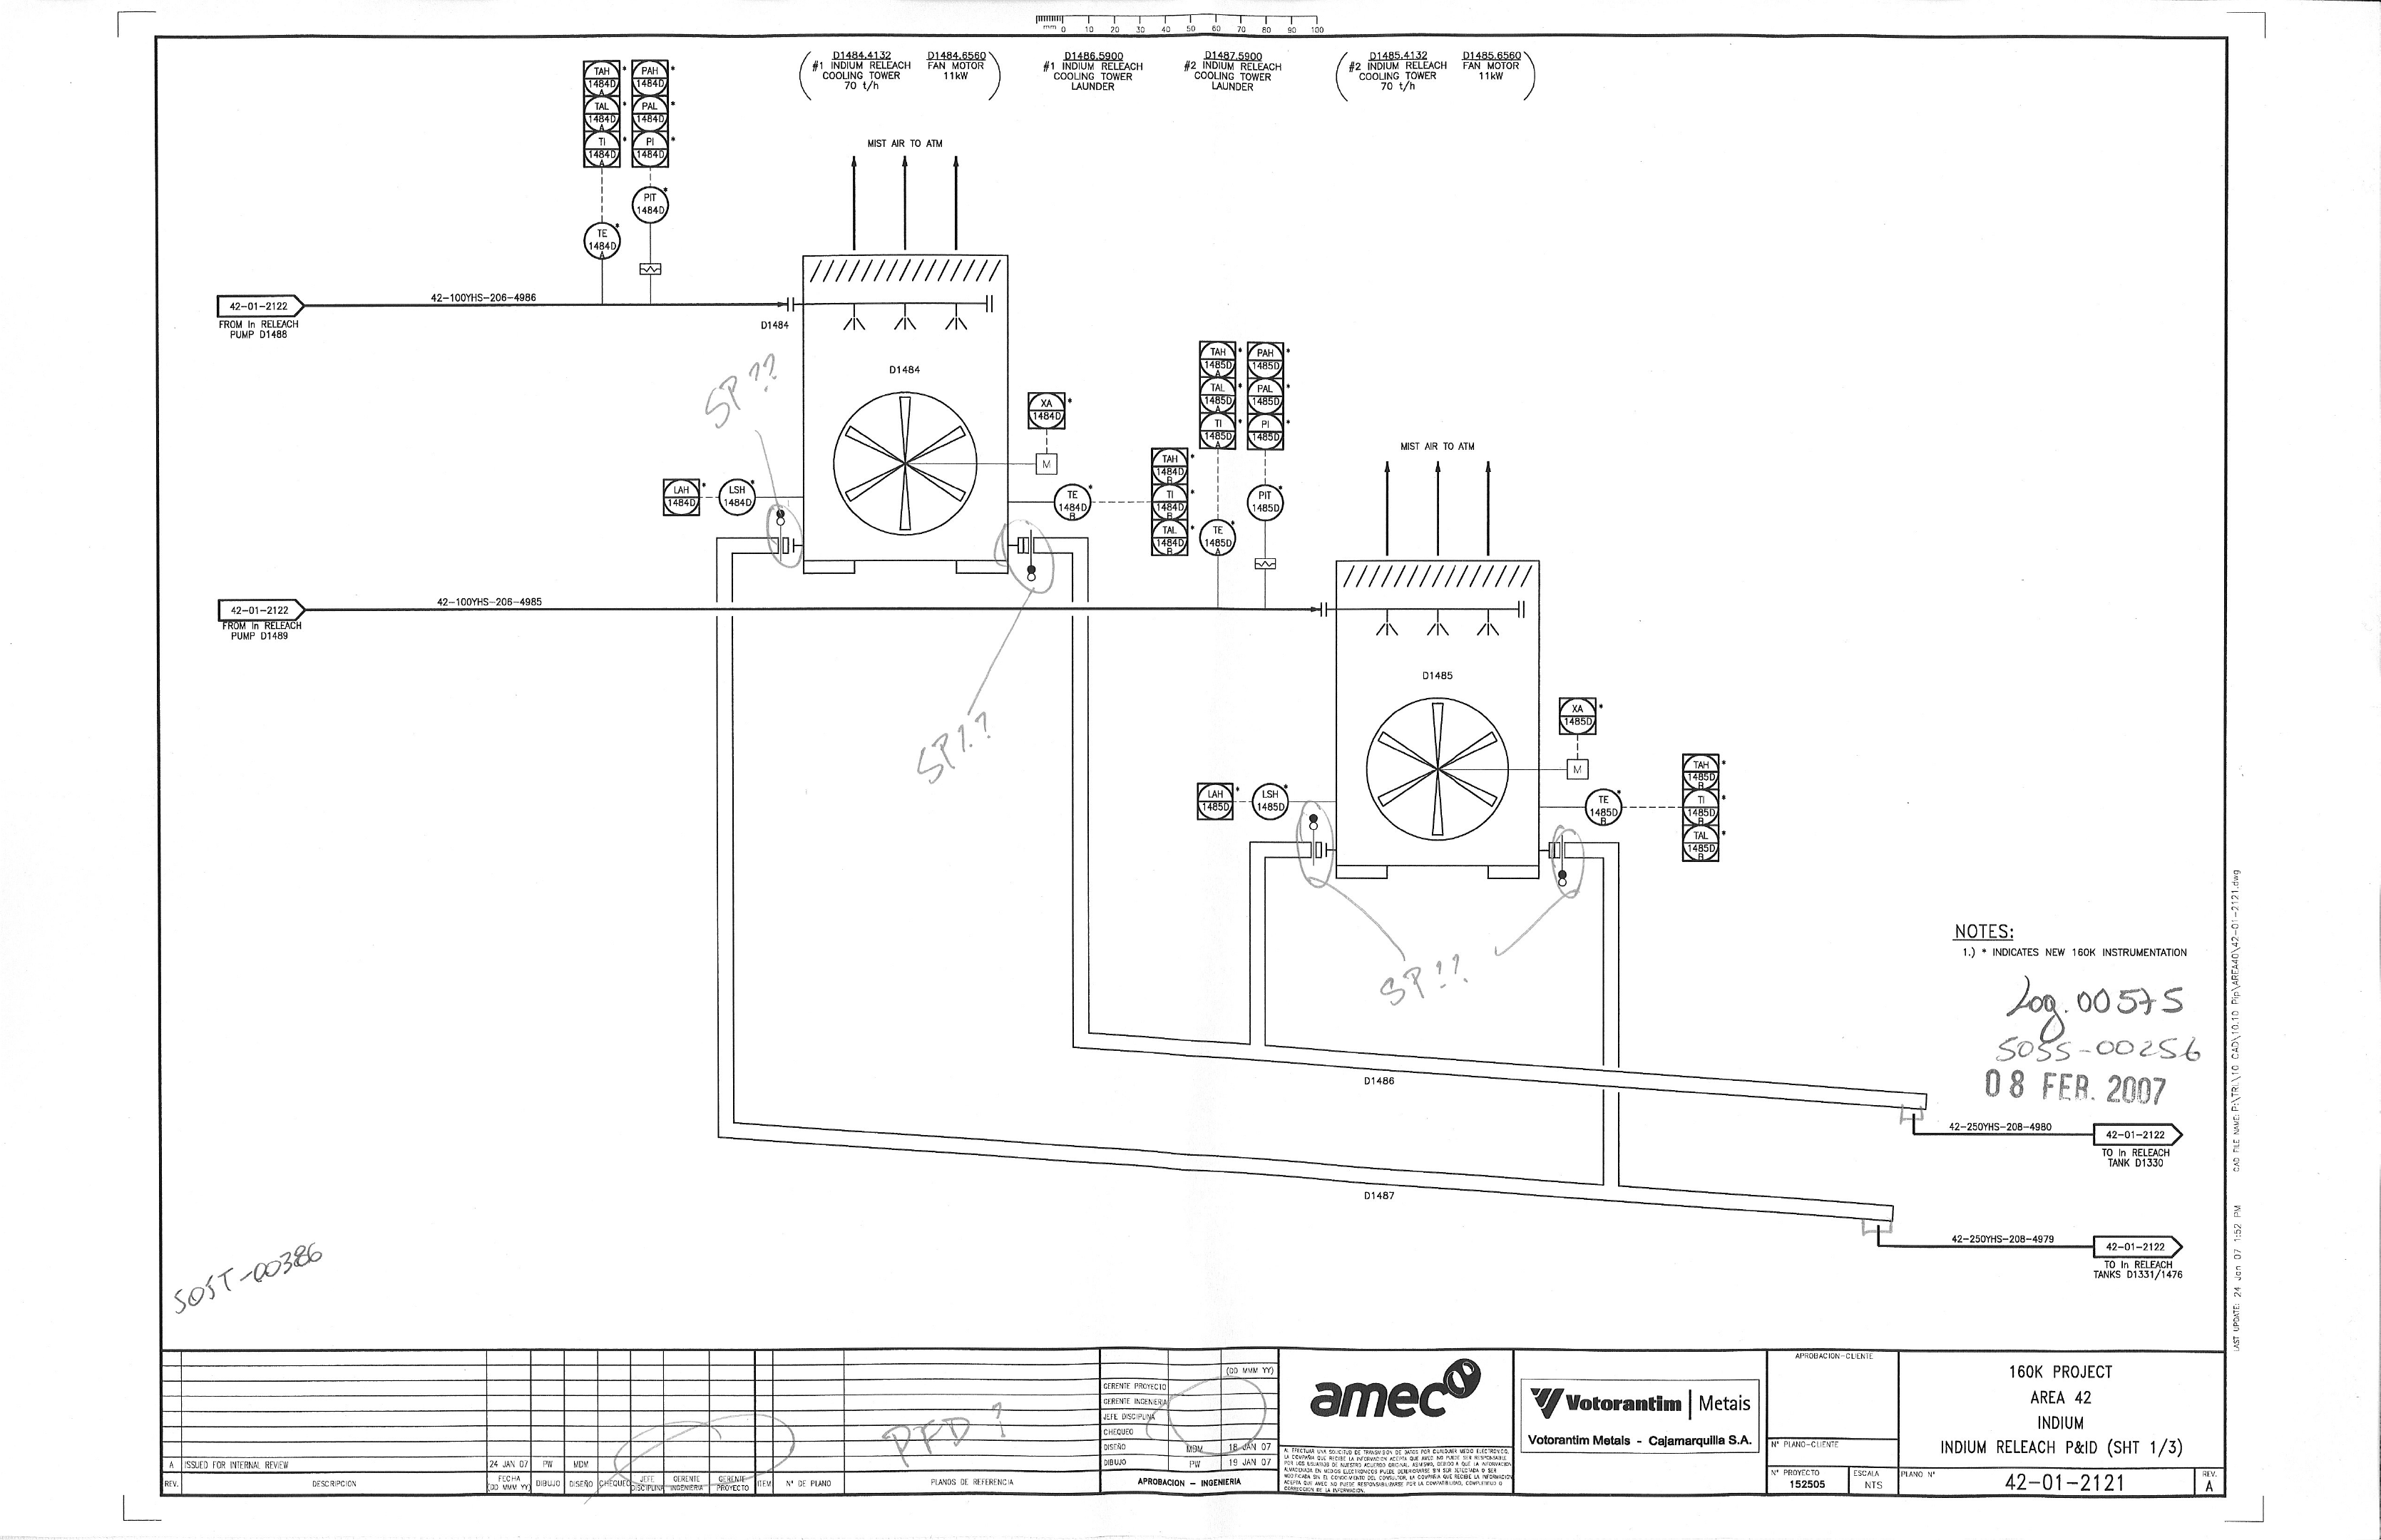 mm 0 10 20 30 40 50 60 70 80 90 100
D1484.4132
#1 INDIUM RELEACH
COOLING TOWER
70 t/h
D1484.6560
FAN MOTOR
11kW
D1486.5900
#1 INDIUM RELEACH
COOLING TOWER
LAUNDER
D1487.5900
#2 INDIUM RELEACH
COOLING TOWER
LAUNDER
D1485.4132
#2 INDIUM RELEACH
COOLING TOWER
70 t/h
D1485.6560
FAN MOTOR
11kW
TAH *
1484D
A
TAL *
1484D
A
TI *
1484D
A
PAH *
1484D
PAL *
1484D
PI *
1484D
PIT *
1484D
TE *
1484D
A
MIST AIR TO ATM
42-01-2122
FROM In RELEACH
PUMP D1488
42-100YHS-206-4986
D1484
D1484
SP??
XA *
1484D
M
LAH *
1484D
LSH *
1484D
TE *
1484D
B
TAH *
1484D
B
TI *
1484D
B
TAL *
1484D
B
TAH *
1485D
A
TAL *
1485D
A
TI *
1485D
A
PAH *
1485D
PAL *
1485D
PI *
1485D
PIT *
1485D
TE *
1485D
A
MIST AIR TO ATM
42-01-2122
FROM In RELEACH
PUMP D1489
42-100YHS-206-4985
SP??
D1485
XA *
1485D
M
LAH *
1485D
LSH *
1485D
TE *
1485D
B
TAH *
1485D
B
TI *
1485D
B
TAL *
1485D
B
SP??
NOTES:
1.) * INDICATES NEW 160K INSTRUMENTATION
Log. 00575
SOSS-00256
08 FEB. 2007
D1486
42-250YHS-208-4980
42-01-2122
TO In RELEACH
TANK D1330
D1487
42-250YHS-208-4979
42-01-2122
TO In RELEACH
TANKS D1331/1476
SOST-00386
LAST UPDATE: 24 Jan 07 1:52 PM CAD FILE NAME: P:\TRL\10 CAD\10.10 Pip\AREA40\42-01-2121.dwg
A ISSUED FOR INTERNAL REVIEW 24 JAN 07 PW MDM
REV. DESCRIPCION FECHA (DD MMM YY) DIBUJO DISEÑO CHEQUEO JEFE DISCIPLINA GERENTE INGENIERIA GERENTE PROYECTO ITEM N° DE PLANO PLANOS DE REFERENCIA
PFD?
(DD MMM YY)
GERENTE PROYECTO
GERENTE INGENIERIA
JEFE DISCIPLINA
CHEQUEO
DISEÑO MDM 18 JAN 07
DIBUJO PW 19 JAN 07
APROBACION - INGENIERIA
amec
Votorantim | Metais
Votorantim Metais - Cajamarquilla S.A.
APROBACION-CLIENTE
N° PLANO-CLIENTE
N° PROYECTO
152505
ESCALA
NTS
160K PROJECT
AREA 42
INDIUM
INDIUM RELEACH P&ID (SHT 1/3)
PLANO N°
42-01-2121
REV.
A